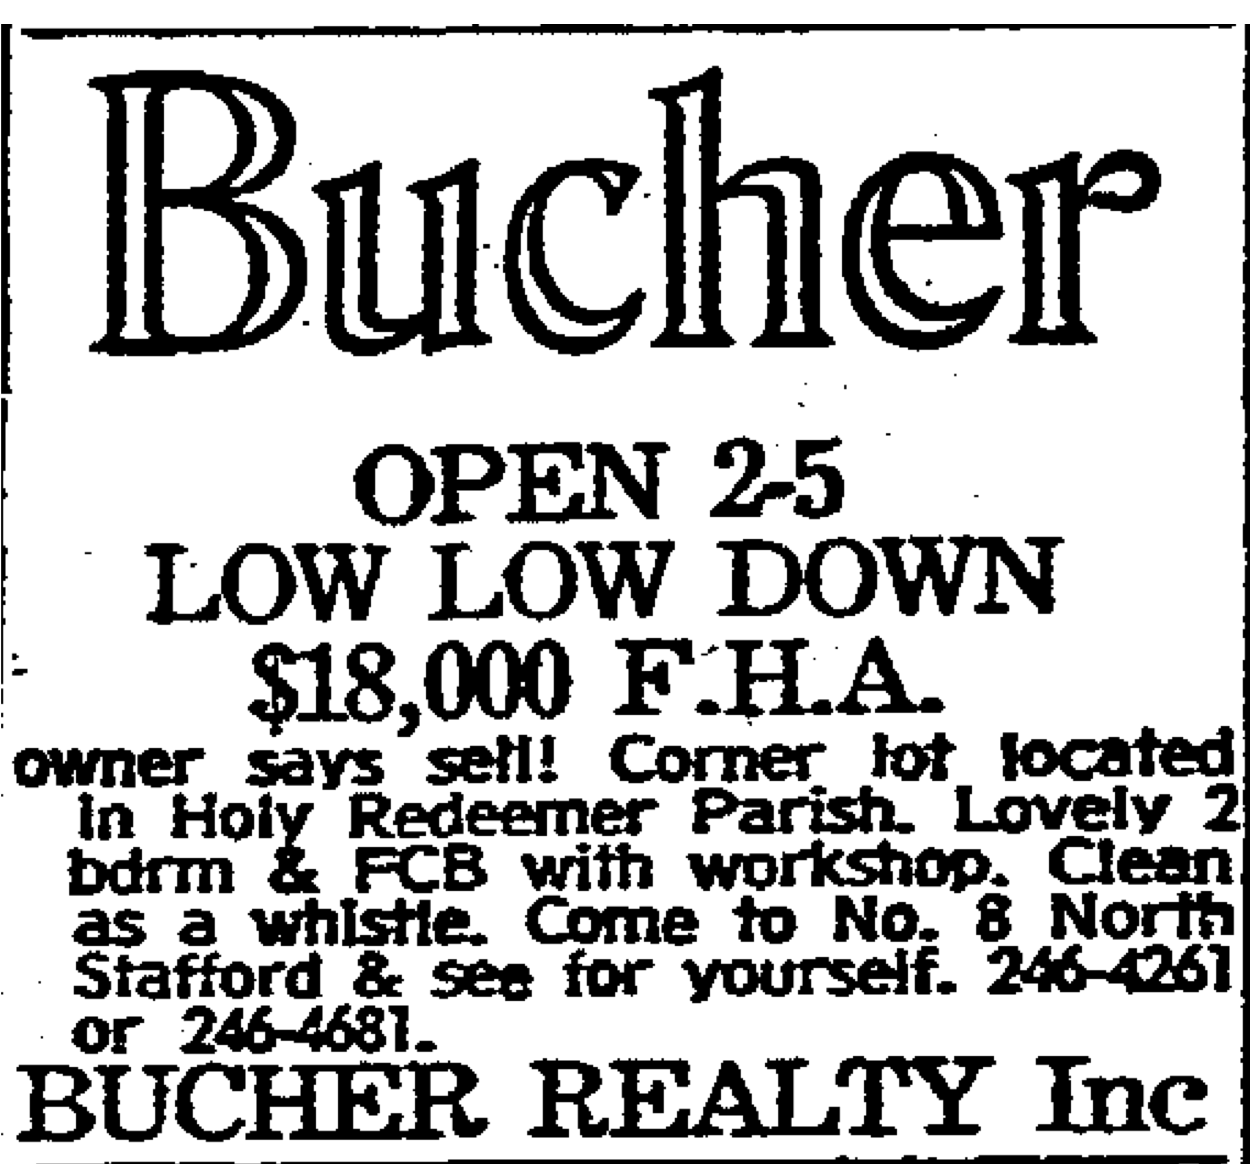 Bucher
OPEN 2-5
LOW LOW DOWN
$18,000 F.H.A.
owner says sell! Corner lot located
in Holy Redeemer Parish. Lovely 2
bdrm & FCB with workshop. Clean
as a whistle. Come to No. 8 North
Stafford & see for yourself. 246-4261
or 246-4681.
BUCHER REALTY Inc